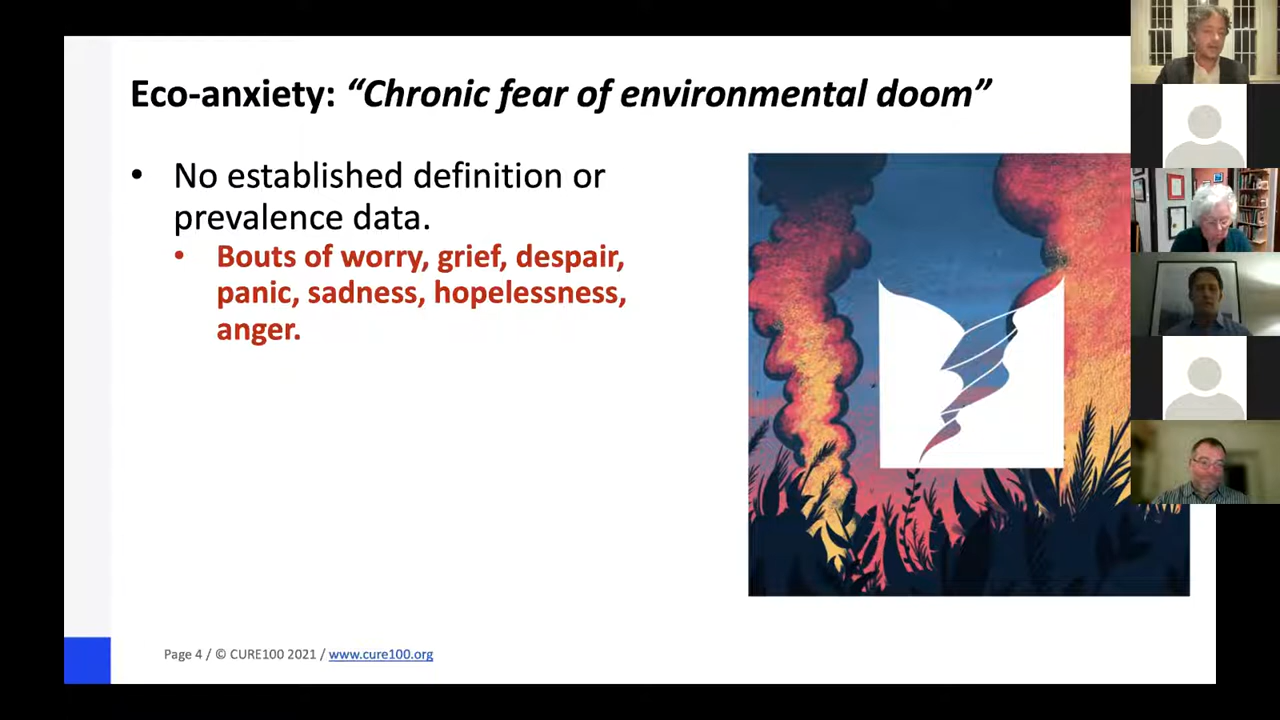 Eco-anxiety: “Chronic fear of environmental doom”
• No established definition or
prevalence data.
• Bouts of worry, grief, despair,
panic, sadness, hopelessness,
anger.
Page 4 / © CURE100 2021 / www.cure100.org